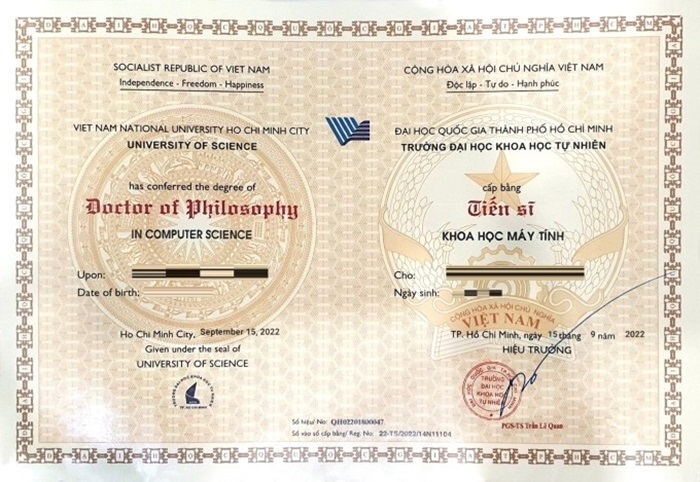 SOCIALIST REPUBLIC OF VIET NAM
Independence - Freedom - Happiness
VIET NAM NATIONAL UNIVERSITY HO CHI MINH CITY
UNIVERSITY OF SCIENCE
has conferred the degree of
Doctor of Philosophy
IN COMPUTER SCIENCE
Upon:
Date of birth:
Ho Chi Minh City, September 15, 2022
Given under the seal of
UNIVERSITY OF SCIENCE
TP. HO CHI MINH
CỘNG HÒA XÃ HỘI CHỦ NGHĨA VIỆT NAM
Độc lập - Tự do - Hạnh phúc
ĐẠI HỌC QUỐC GIA THÀNH PHỐ HỒ CHÍ MINH
TRƯỜNG ĐẠI HỌC KHOA HỌC TỰ NHIÊN
cấp bằng
Tiến sĩ
KHOA HỌC MÁY TÍNH
Cho:
Ngày sinh:
CỘNG HÒA XÃ HỘI CHỦ NGHĨA
VIỆT NAM
TP. Hồ Chí Minh, ngày 15 tháng 9 năm 2022
HIỆU TRƯỞNG
TRƯỜNG
ĐẠI HỌC
KHOA HỌC
TỰ NHIÊN
PGS-TS Trần Lê Quan
Số hiệu/ No: QH02201800047
Số vào sổ cấp bằng/ Reg. No: 22-TS/2022/14N11104